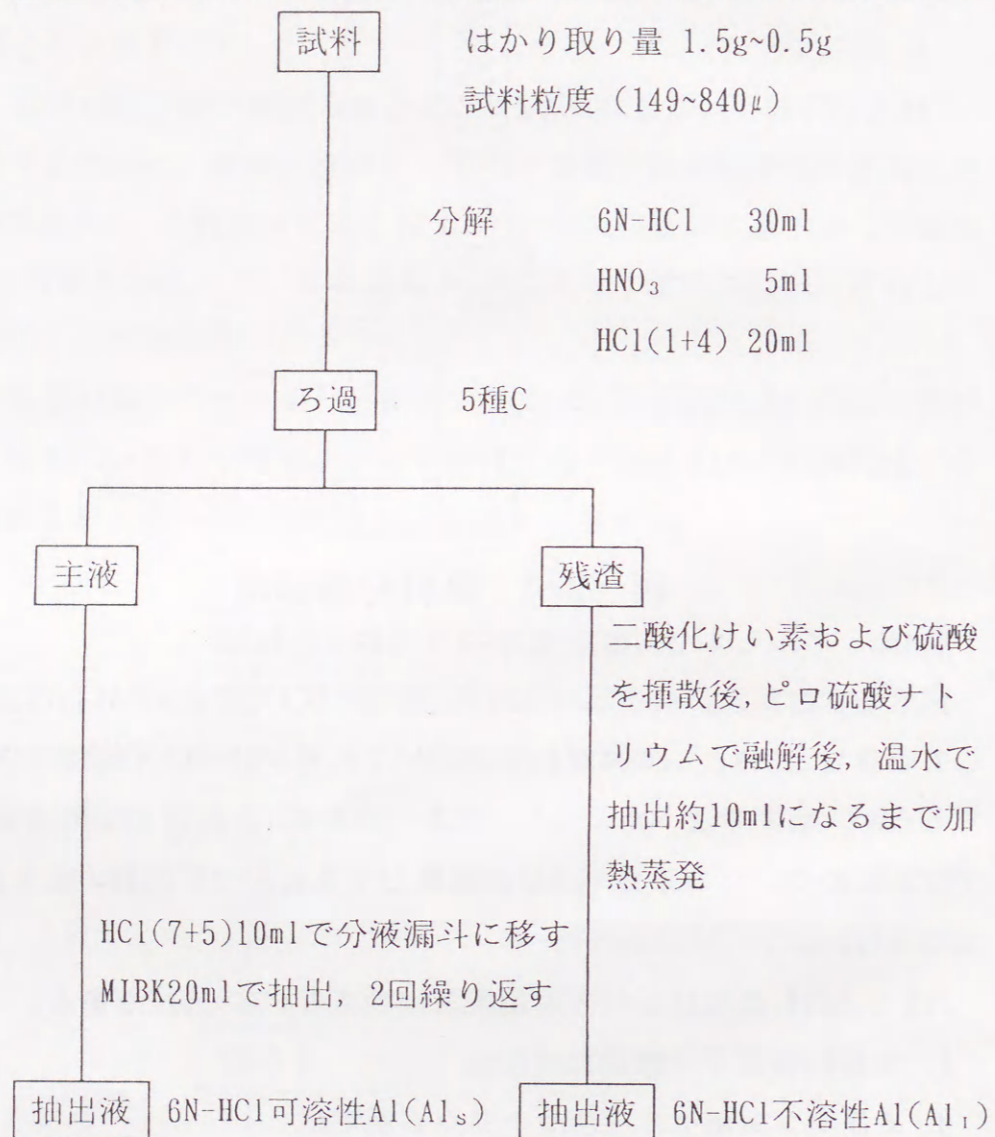 試料 はかり取り量 1.5g~0.5g
試料粒度（149~840μ）
分解 6N-HCl 30ml
HNO₃ 5ml
HCl(1+4) 20ml
ろ過 5種C
主液 残渣
二酸化けい素および硫酸
を揮散後,ピロ硫酸ナト
リウムで融解後,温水で
抽出約10mlになるまで加
熱蒸発
HCl(7+5)10mlで分液漏斗に移す
MIBK20mlで抽出,2回繰り返す
抽出液 6N-HCl可溶性Al(Alₛ) 抽出液 6N-HCl不溶性Al(Al_I)